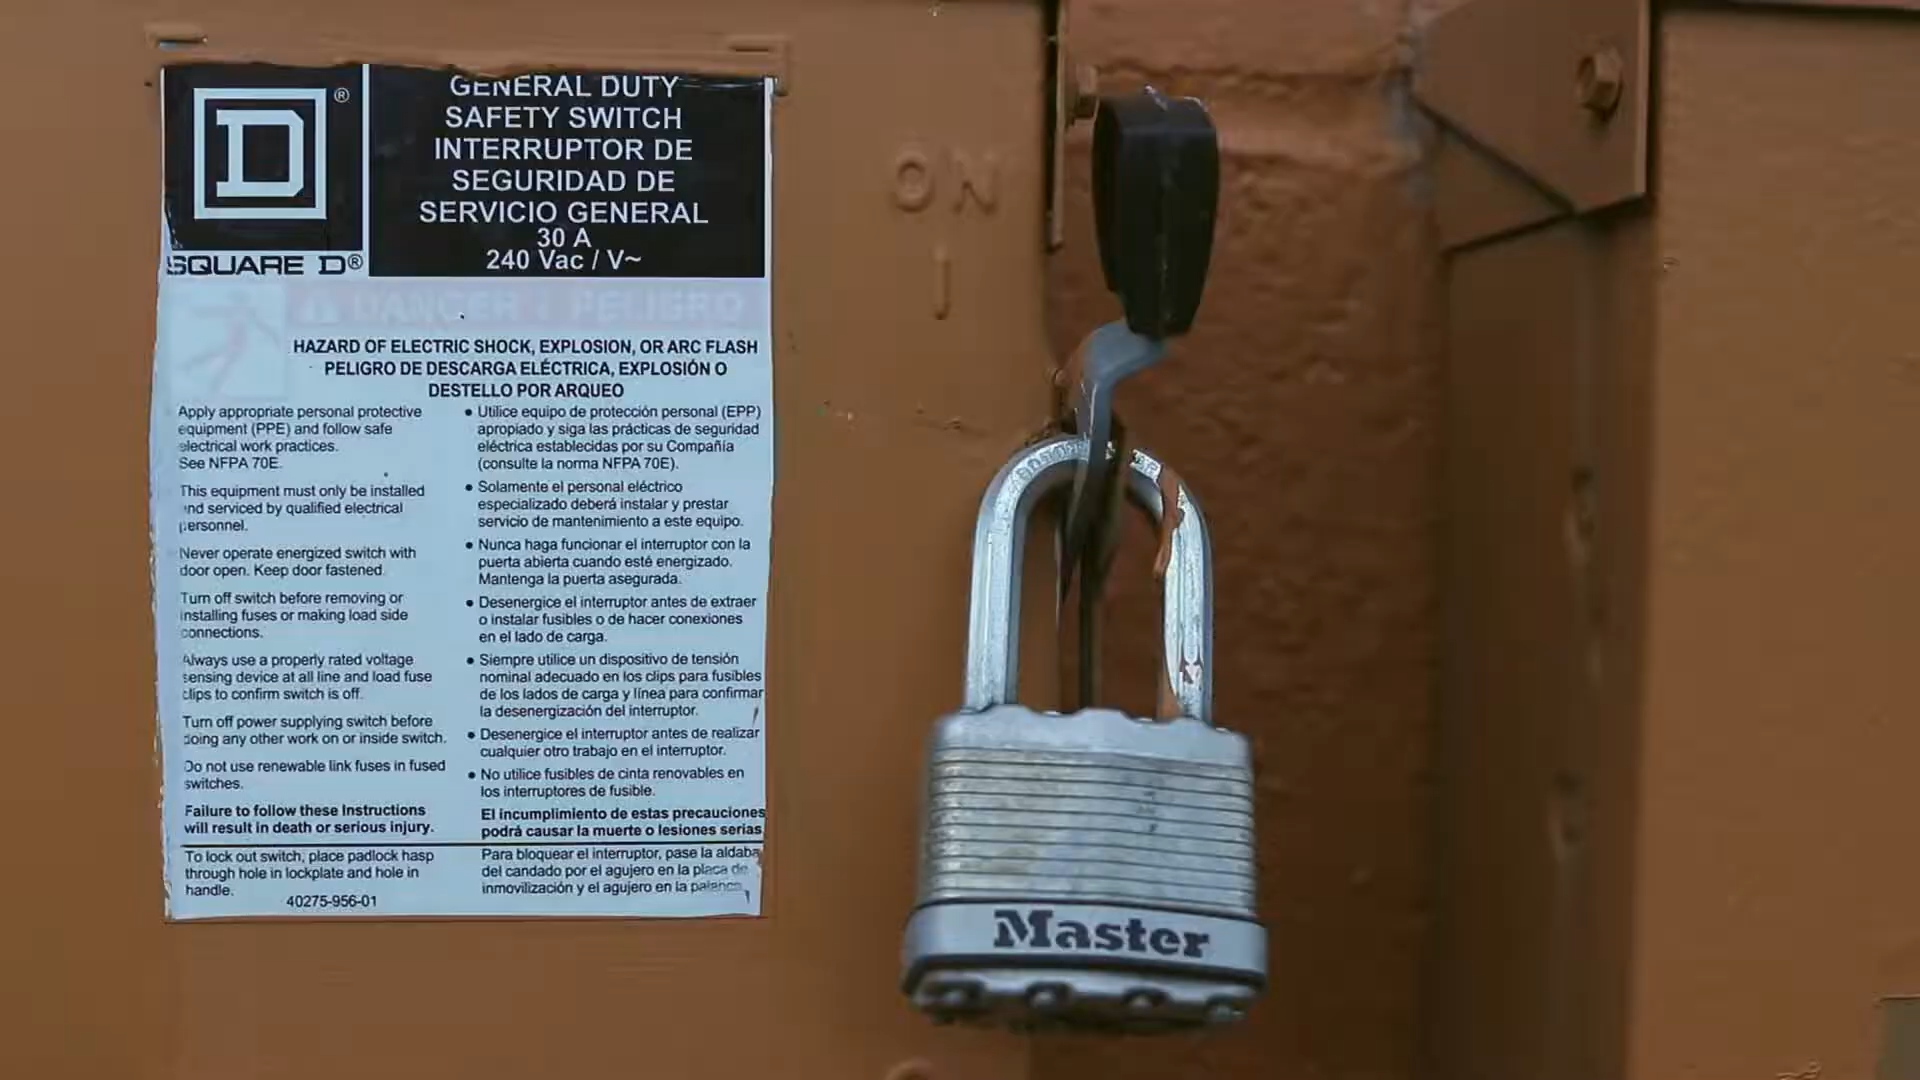 D®
SQUARE D®
GENERAL DUTY
SAFETY SWITCH
INTERRUPTOR DE
SEGURIDAD DE
SERVICIO GENERAL
30 A
240 Vac / V~
DANGER / PELIGRO
HAZARD OF ELECTRIC SHOCK, EXPLOSION, OR ARC FLASH
PELIGRO DE DESCARGA ELÉCTRICA, EXPLOSIÓN O
DESTELLO POR ARQUEO
Apply appropriate personal protective
equipment (PPE) and follow safe
electrical work practices.
See NFPA 70E.
This equipment must only be installed
and serviced by qualified electrical
personnel.
Never operate energized switch with
door open. Keep door fastened.
Turn off switch before removing or
installing fuses or making load side
connections.
Always use a properly rated voltage
sensing device at all line and load fuse
clips to confirm switch is off.
Turn off power supplying switch before
doing any other work on or inside switch.
Do not use renewable link fuses in fused
switches.
Failure to follow these Instructions
will result in death or serious injury.
To lock out switch, place padlock hasp
through hole in lockplate and hole in
handle.
40275-956-01
• Utilice equipo de protección personal (EPP)
apropiado y siga las prácticas de seguridad
eléctrica establecidas por su Compañía
(consulte la norma NFPA 70E).
• Solamente el personal eléctrico
especializado deberá instalar y prestar
servicio de mantenimiento a este equipo.
• Nunca haga funcionar el interruptor con la
puerta abierta cuando esté energizado.
Mantenga la puerta asegurada.
• Desenergice el interruptor antes de extraer
o instalar fusibles o de hacer conexiones
en el lado de carga.
• Siempre utilice un dispositivo de tensión
nominal adecuado en los clips para fusibles
de los lados de carga y línea para confirmar
la desenergización del interruptor.
• Desenergice el interruptor antes de realizar
cualquier otro trabajo en el interruptor.
• No utilice fusibles de cinta renovables en
los interruptores de fusible.
El incumplimiento de estas precauciones
podrá causar la muerte o lesiones serias
Para bloquear el interruptor, pase la aldaba
del candado por el agujero en la placa de
inmovilización y el agujero en la palanca
ON
I
Master